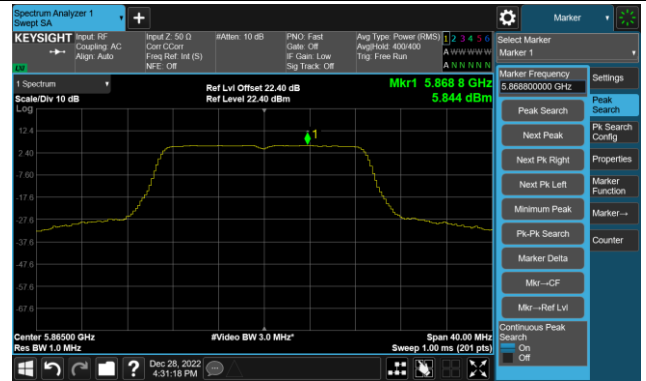 Spectrum Analyzer 1
Swept SA
Marker
KEYSIGHT
Input: RF
Coupling: AC
Align: Auto
Input Z: 50 Ω
Corr CCorr
Freq Ref: Int (S)
NFE: Off
#Atten: 10 dB
PNO: Fast
Gate: Off
IF Gain: Low
Sig Track: Off
Avg Type: Power (RMS)
Avg|Hold: 400/400
Trig: Free Run
1 2 3 4 5 6
A W W W W W
A N N N N N
LXI
1 Spectrum
Scale/Div 10 dB
Log
Ref Lvl Offset 22.40 dB
Ref Level 22.40 dBm
Mkr1 5.868 8 GHz
5.844 dBm
1
12.4
2.40
-7.60
-17.6
-27.6
-37.6
-47.6
-57.6
-67.6
Center 5.86500 GHz
Res BW 1.0 MHz
#Video BW 3.0 MHz*
Span 40.00 MHz
Sweep 1.00 ms (201 pts)
Dec 28, 2022
4:31:18 PM
Select Marker
Marker 1
Marker Frequency
5.868800000 GHz
Peak Search
Next Peak
Next Pk Right
Next Pk Left
Minimum Peak
Pk-Pk Search
Marker Delta
Mkr→CF
Mkr→Ref Lvl
Continuous Peak
Search
On
Off
Settings
Peak
Search
Pk Search
Config
Properties
Marker
Function
Marker→
Counter